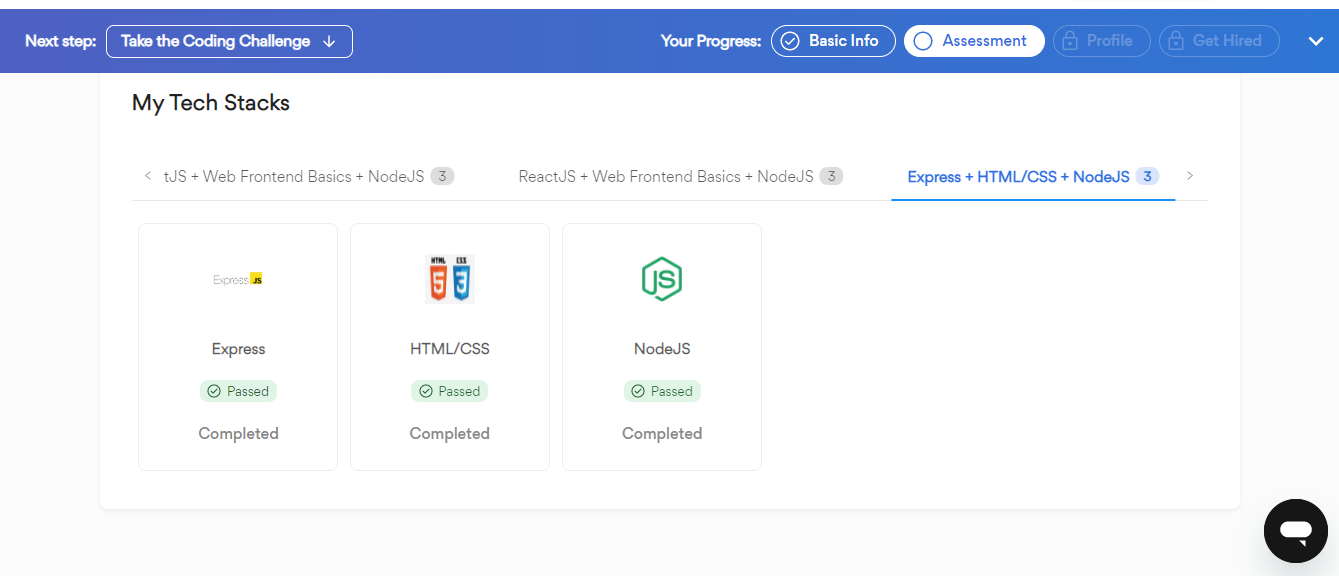 Next step: Take the Coding Challenge ↓ Your Progress: Basic Info Assessment Profile Get Hired
My Tech Stacks
< tJS + Web Frontend Basics + NodeJS 3 ReactJS + Web Frontend Basics + NodeJS 3 Express + HTML/CSS + NodeJS 3 >
Express JS HTML 5 CSS 3 JS
Express HTML/CSS NodeJS
Passed Passed Passed
Completed Completed Completed